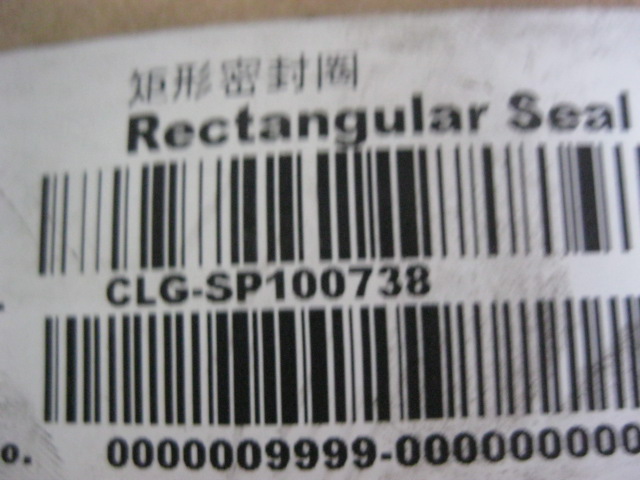 矩形密封圈
Rectangular Seal
CLG-SP100738
o. 0000009999-000000000